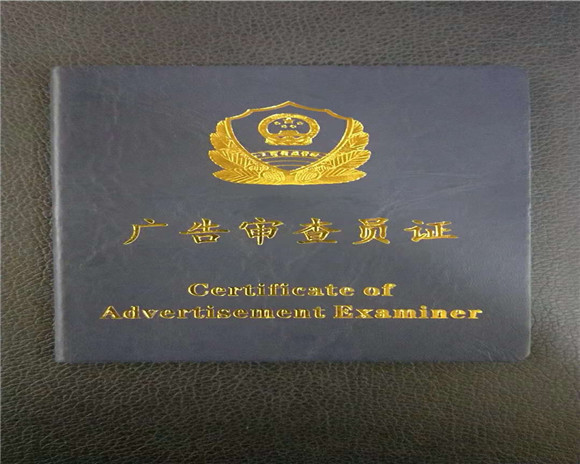 广告审查员证
Certificate of
Advertisement Examiner